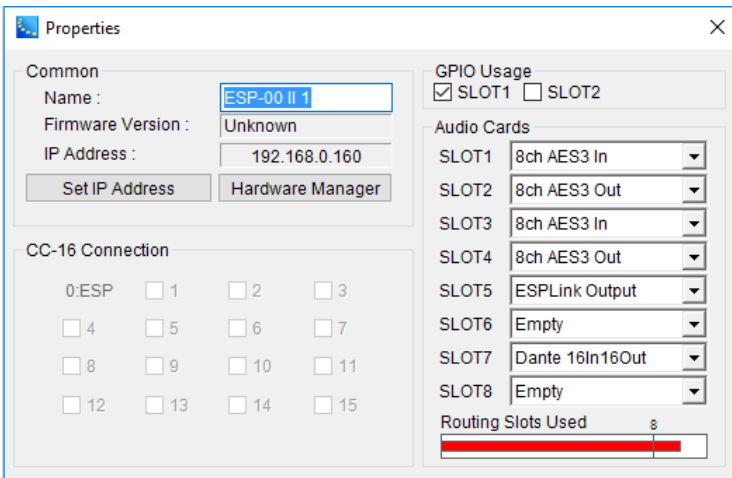 Properties
Common
Name :
ESP-00 II 1
Firmware Version :
Unknown
IP Address :
192.168.0.160
Set IP Address
Hardware Manager
CC-16 Connection
0:ESP 1 2 3
4 5 6 7
8 9 10 11
12 13 14 15
GPIO Usage
SLOT1 SLOT2
Audio Cards
SLOT1 8ch AES3 In
SLOT2 8ch AES3 Out
SLOT3 8ch AES3 In
SLOT4 8ch AES3 Out
SLOT5 ESPLink Output
SLOT6 Empty
SLOT7 Dante 16In16Out
SLOT8 Empty
Routing Slots Used 8